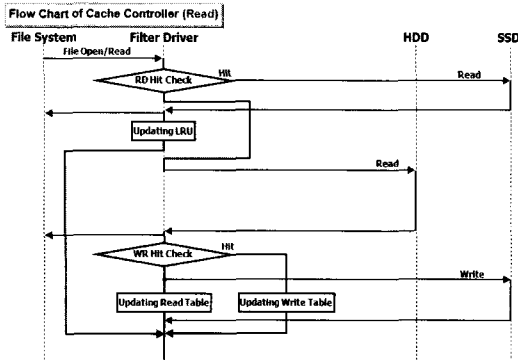 Flow Chart of Cache Controller (Read)
File System Filter Driver HDD SSD
File Open/Read
RD Hit Check Hit Read
Updating LRU
Read
WR Hit Check Hit
Write
Updating Read Table Updating Write Table